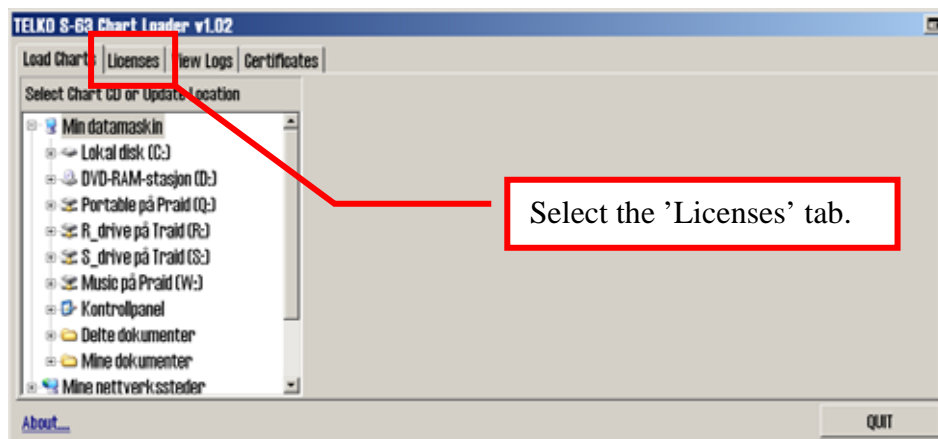 TELKO S-63 Chart Loader v1.02
Load Charts Licenses View Logs Certificates
Select Chart CD or Update Location
Min datamaskin
Lokal disk (C:)
DVD-RAM-stasjon (D:)
Portable på Praid (Q:)
R_drive på Traid (R:)
S_drive på Traid (S:)
Music på Praid (W:)
Kontrollpanel
Delte dokumenter
Mine dokumenter
Mine nettverkssteder
Select the ’Licenses’ tab.
About....
QUIT